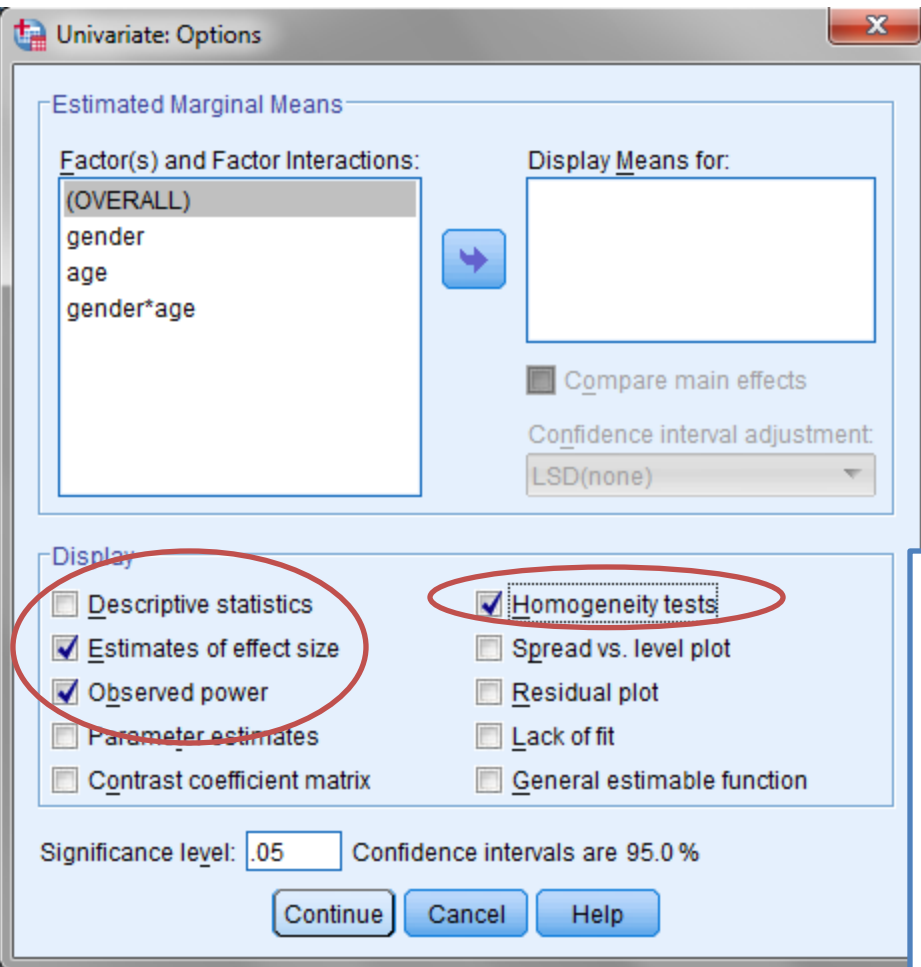 Univariate: Options
Estimated Marginal Means
Factor(s) and Factor Interactions:
(OVERALL)
gender
age
gender*age
Display Means for:
Compare main effects
Confidence interval adjustment:
LSD(none)
Display
Descriptive statistics
Estimates of effect size
Observed power
Parameter estimates
Contrast coefficient matrix
Homogeneity tests
Spread vs. level plot
Residual plot
Lack of fit
General estimable function
Significance level: .05 Confidence intervals are 95.0 %
Continue Cancel Help